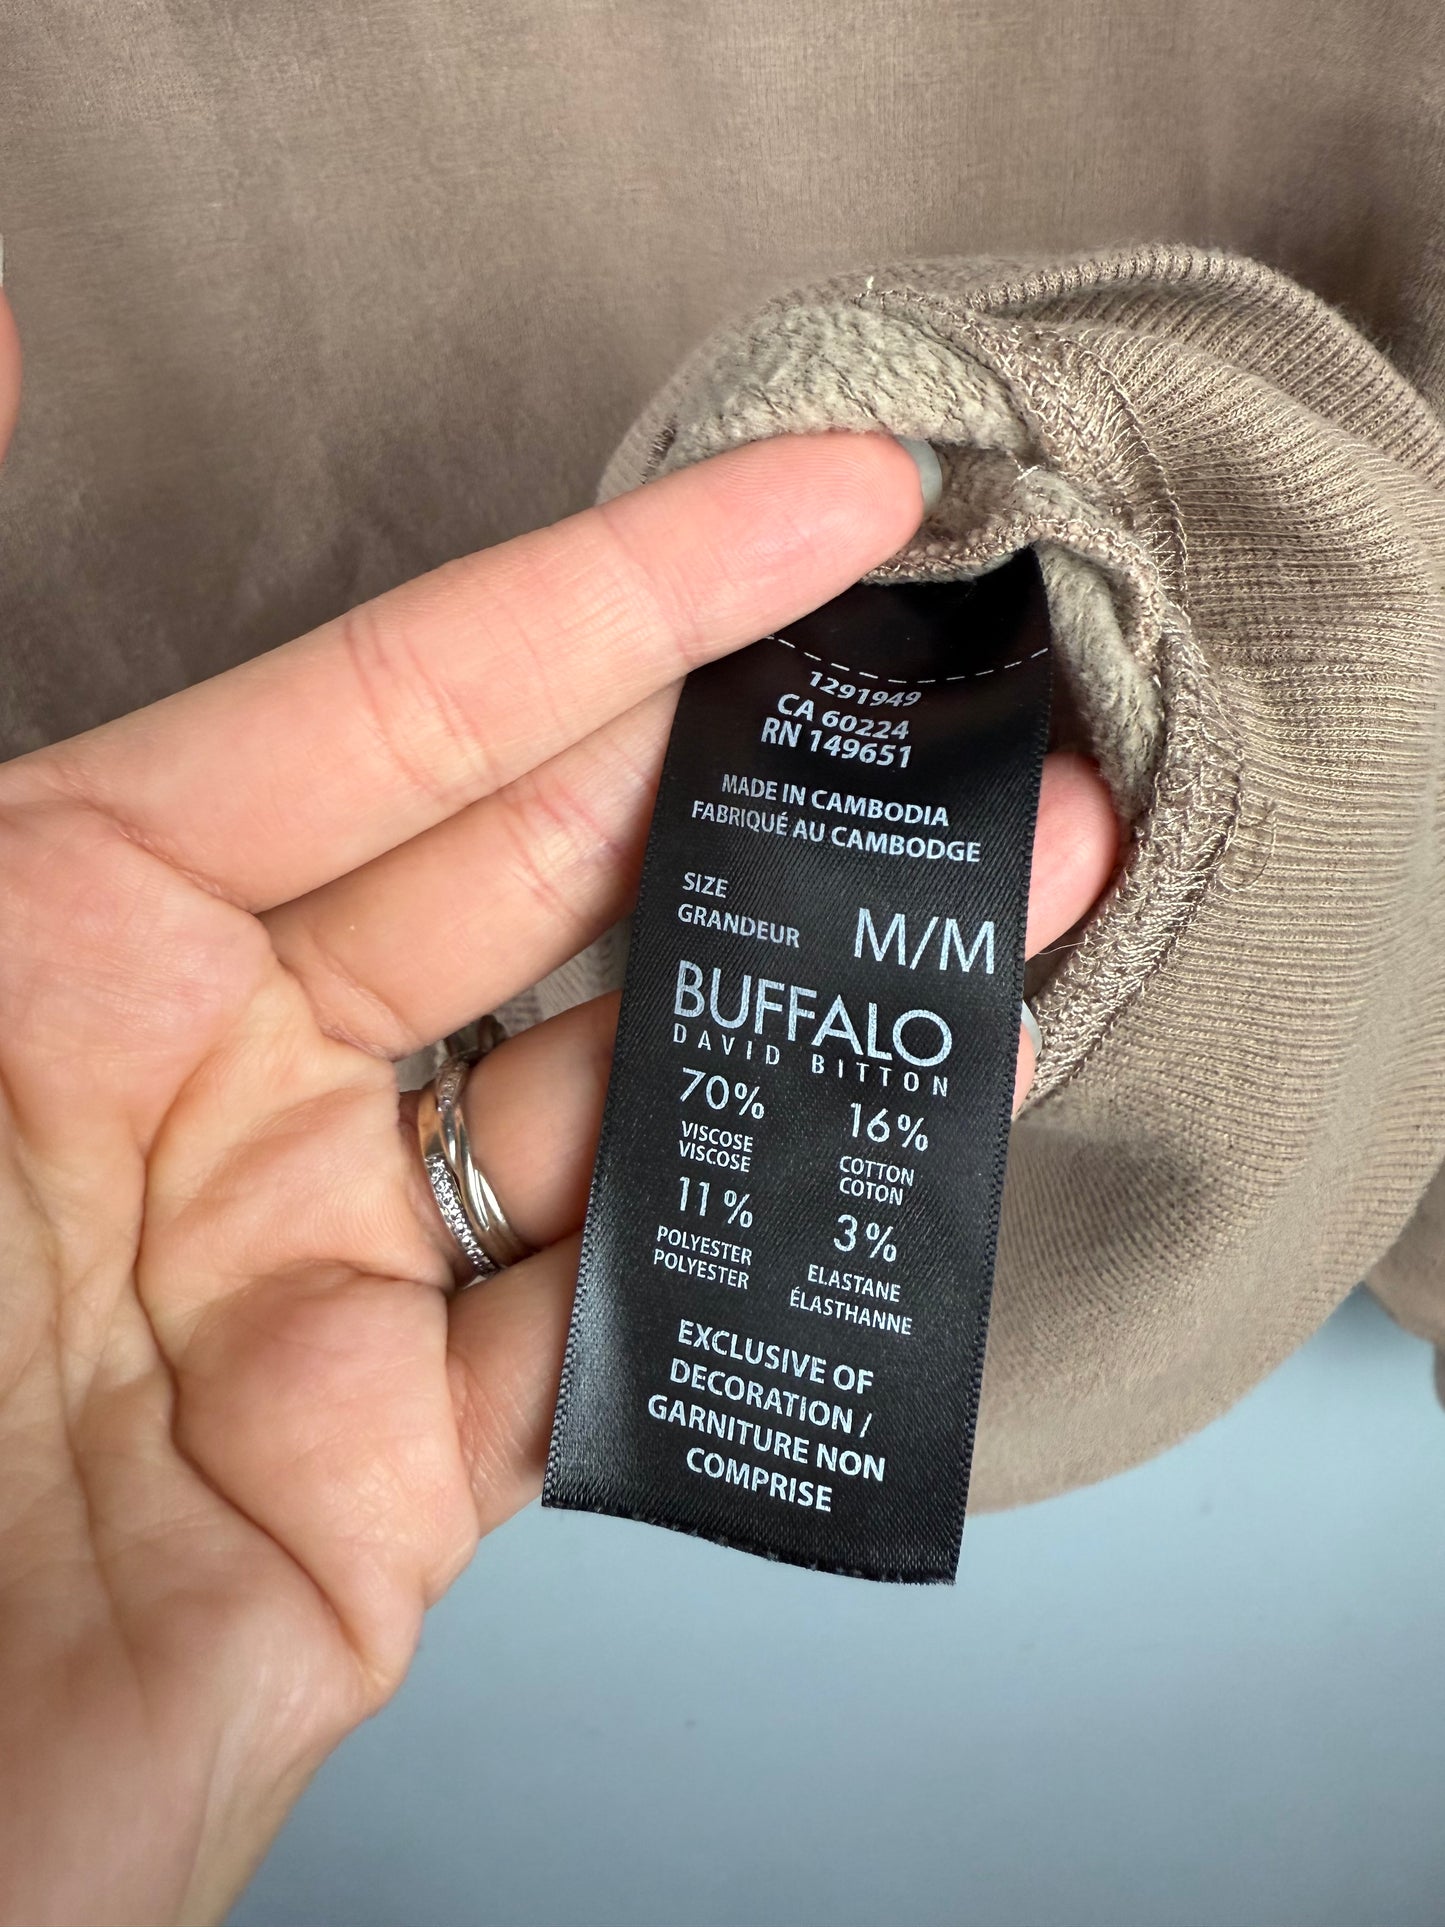 1291949
CA 60224
RN 149651
MADE IN CAMBODIA
FABRIQUÉ AU CAMBODGE
SIZE
GRANDEUR
M/M
BUFFALO
DAVID BITTON
70%
VISCOSE
VISCOSE
16%
COTTON
COTON
11%
POLYESTER
POLYESTER
3%
ELASTANE
ÉLASTHANNE
EXCLUSIVE OF
DECORATION /
GARNITURE NON
COMPRISE